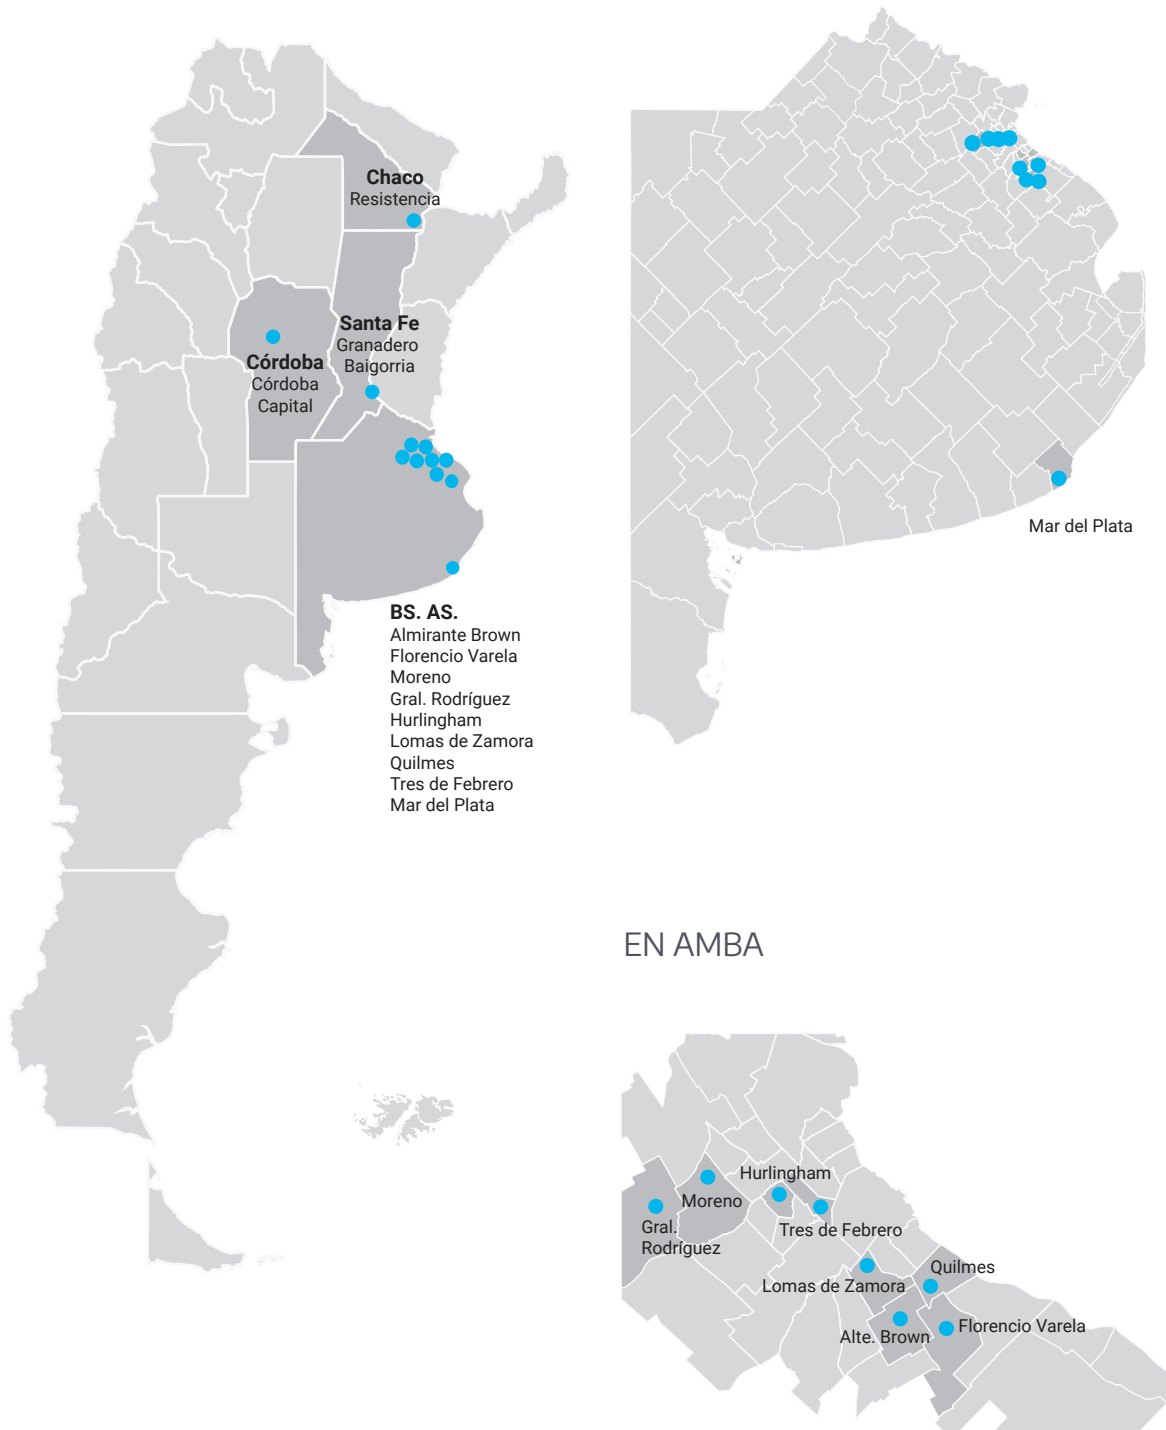 Chaco
Resistencia
Santa Fe
Granadero
Baigorria
Córdoba
Córdoba
Capital
BS. AS.
Almirante Brown
Florencio Varela
Moreno
Gral. Rodríguez
Hurlingham
Lomas de Zamora
Quilmes
Tres de Febrero
Mar del Plata
Mar del Plata
EN AMBA
Hurlingham
Moreno
Gral.
Rodríguez
Tres de Febrero
Quilmes
Lomas de Zamora
Alte. Brown
Florencio Varela